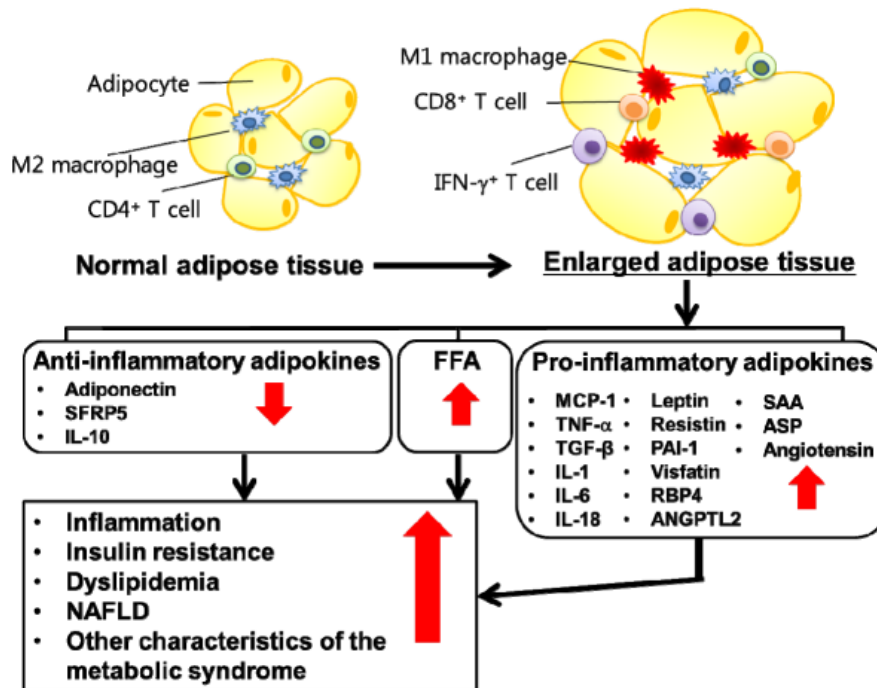 Adipocyte
M2 macrophage
CD4+ T cell
M1 macrophage
CD8+ T cell
IFN-γ+ T cell
Normal adipose tissue
Enlarged adipose tissue
Anti-inflammatory adipokines
• Adiponectin
• SFRP5
• IL-10
FFA
Pro-inflammatory adipokines
• MCP-1
• TNF-α
• TGF-β
• IL-1
• IL-6
• IL-18
• Leptin
• Resistin
• PAI-1
• Visfatin
• RBP4
• ANGPTL2
• SAA
• ASP
• Angiotensin
• Inflammation
• Insulin resistance
• Dyslipidemia
• NAFLD
• Other characteristics of the
metabolic syndrome